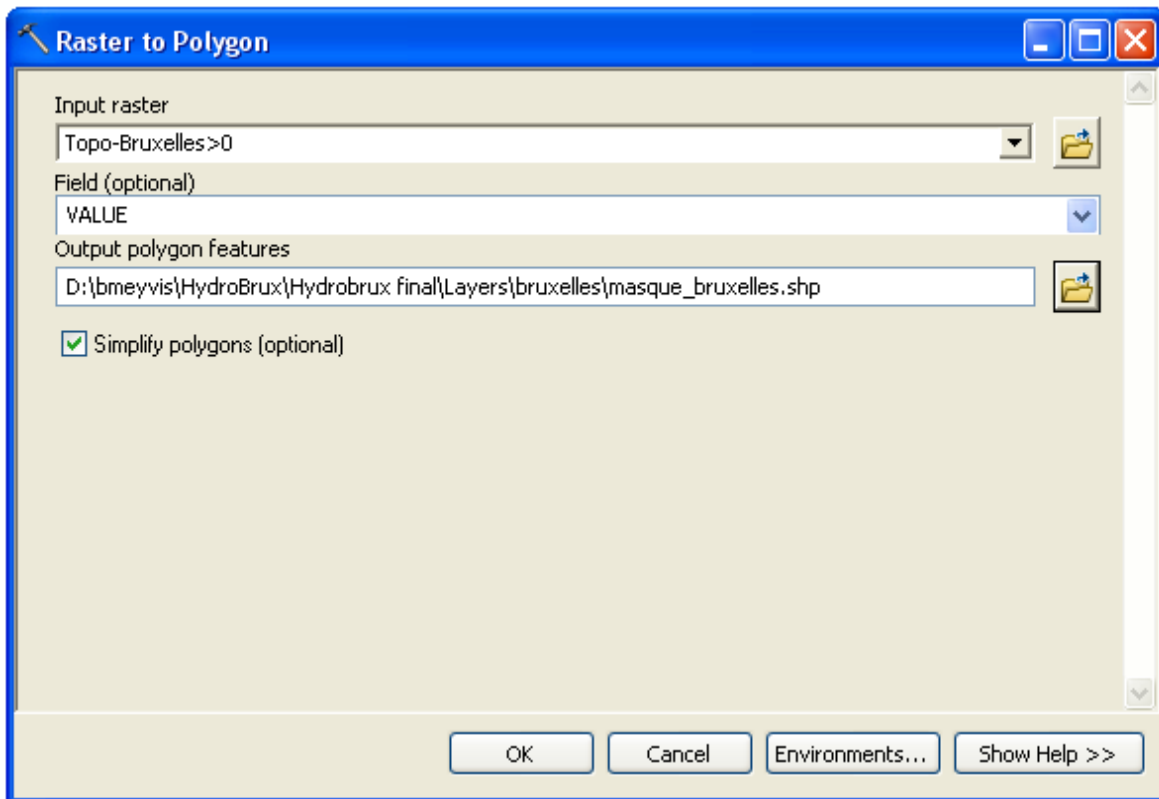 Raster to Polygon
Input raster
Topo-Bruxelles>0
Field (optional)
VALUE
Output polygon features
D:\bmeyvis\HydroBrux\Hydrobrux final\Layers\bruxelles\masque_bruxelles.shp
Simplify polygons (optional)
OK Cancel Environments... Show Help >>